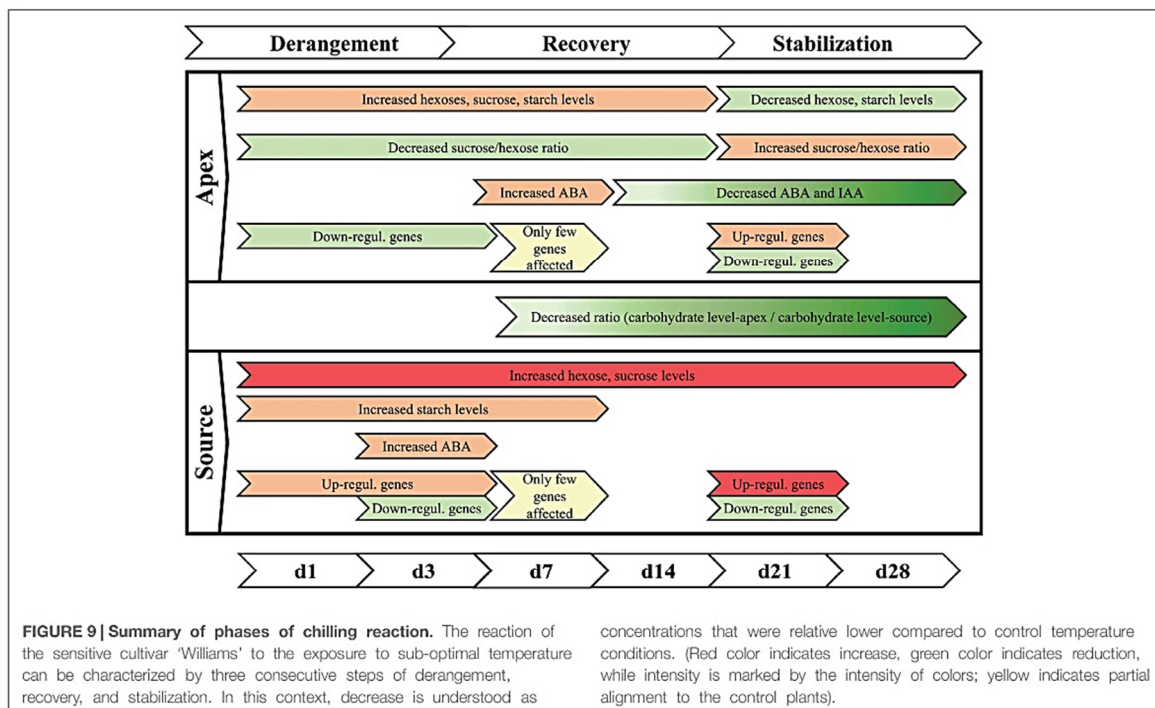 Derangement Recovery Stabilization
Apex
Increased hexoses, sucrose, starch levels
Decreased hexose, starch levels
Decreased sucrose/hexose ratio
Increased sucrose/hexose ratio
Increased ABA
Decreased ABA and IAA
Down-regul. genes
Only few
genes
affected
Up-regul. genes
Down-regul. genes
Decreased ratio (carbohydrate level-apex / carbohydrate level-source)
Source
Increased hexose, sucrose levels
Increased starch levels
Increased ABA
Up-regul. genes
Down-regul. genes
Only few
genes
affected
Up-regul. genes
Down-regul. genes
d1 d3 d7 d14 d21 d28
FIGURE 9 | Summary of phases of chilling reaction. The reaction of
the sensitive cultivar ‘Williams’ to the exposure to sub-optimal temperature
can be characterized by three consecutive steps of derangement,
recovery, and stabilization. In this context, decrease is understood as
concentrations that were relative lower compared to control temperature
conditions. (Red color indicates increase, green color indicates reduction,
while intensity is marked by the intensity of colors; yellow indicates partial
alignment to the control plants).